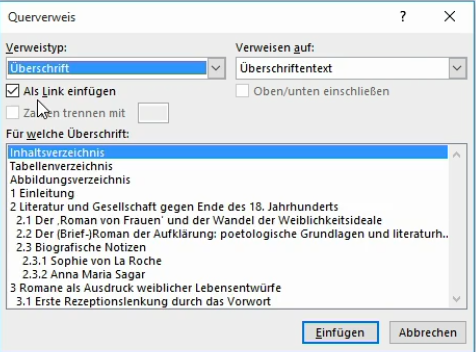 Querverweis ?
Verweistyp: Verweisen auf:
Überschrift Überschriftentext
Als Link einfügen Oben/unten einschließen
trennen mit
Für welche Überschrift:
Inhaltsverzeichnis
Tabellenverzeichnis
Abbildungsverzeichnis
1 Einleitung
2 Literatur und Gesellschaft gegen Ende des 18. Jahrhunderts
2.1 Der ‚Roman von Frauen‘ und der Wandel der Weiblichkeitsideale
2.2 Der (Brief-)Roman der Aufklärung: poetologische Grundlagen und literaturh...
2.3 Biografische Notizen
2.3.1 Sophie von La Roche
2.3.2 Anna Maria Sagar
3 Romane als Ausdruck weiblicher Lebensentwürfe
3.1 Erste Rezeptionslenkung durch das Vorwort
Einfügen Abbrechen